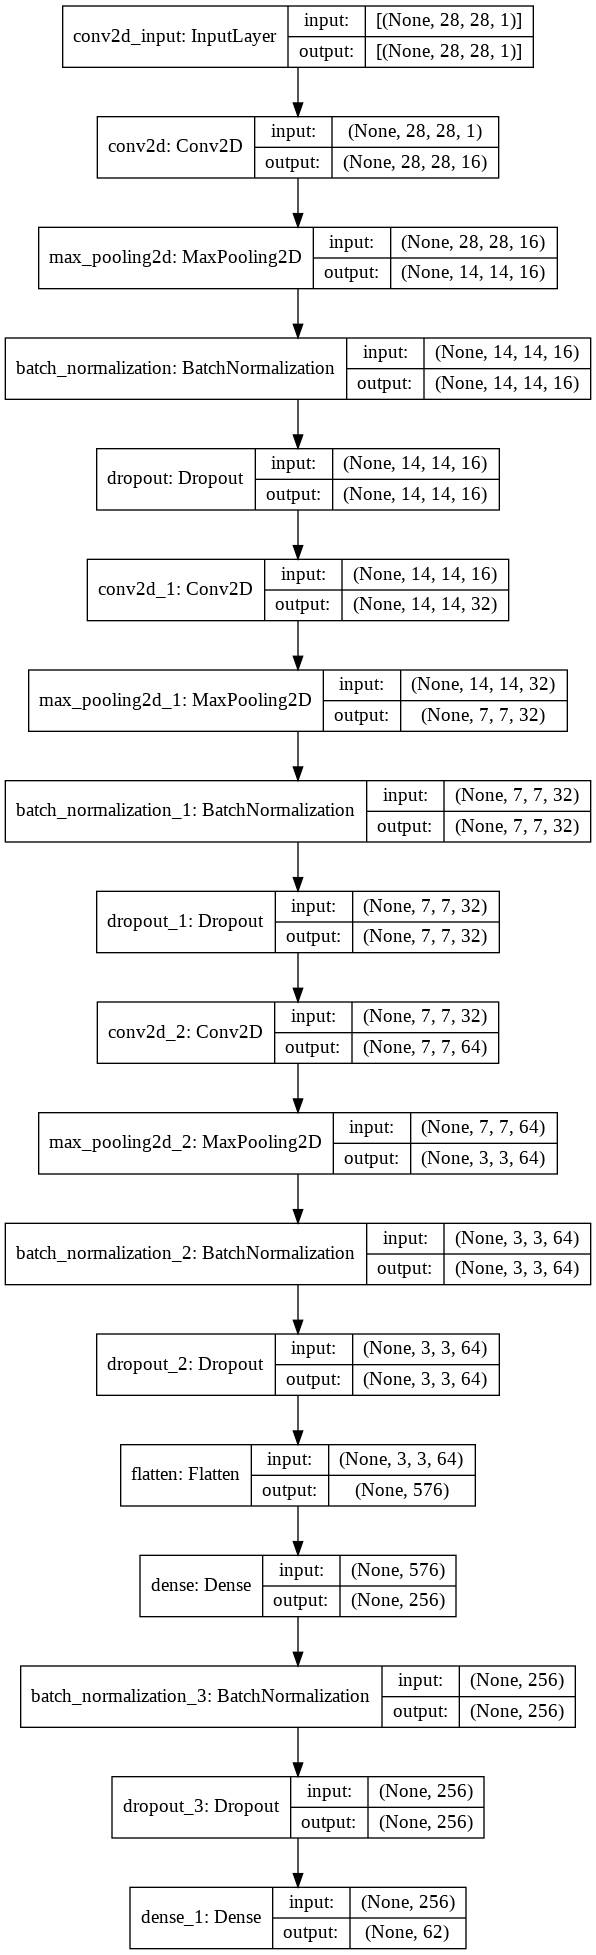 conv2d_input: InputLayer
input: [(None, 28, 28, 1)]
output: [(None, 28, 28, 1)]
conv2d: Conv2D
input: (None, 28, 28, 1)
output: (None, 28, 28, 16)
max_pooling2d: MaxPooling2D
input: (None, 28, 28, 16)
output: (None, 14, 14, 16)
batch_normalization: BatchNormalization
input: (None, 14, 14, 16)
output: (None, 14, 14, 16)
dropout: Dropout
input: (None, 14, 14, 16)
output: (None, 14, 14, 16)
conv2d_1: Conv2D
input: (None, 14, 14, 16)
output: (None, 14, 14, 32)
max_pooling2d_1: MaxPooling2D
input: (None, 14, 14, 32)
output: (None, 7, 7, 32)
batch_normalization_1: BatchNormalization
input: (None, 7, 7, 32)
output: (None, 7, 7, 32)
dropout_1: Dropout
input: (None, 7, 7, 32)
output: (None, 7, 7, 32)
conv2d_2: Conv2D
input: (None, 7, 7, 32)
output: (None, 7, 7, 64)
max_pooling2d_2: MaxPooling2D
input: (None, 7, 7, 64)
output: (None, 3, 3, 64)
batch_normalization_2: BatchNormalization
input: (None, 3, 3, 64)
output: (None, 3, 3, 64)
dropout_2: Dropout
input: (None, 3, 3, 64)
output: (None, 3, 3, 64)
flatten: Flatten
input: (None, 3, 3, 64)
output: (None, 576)
dense: Dense
input: (None, 576)
output: (None, 256)
batch_normalization_3: BatchNormalization
input: (None, 256)
output: (None, 256)
dropout_3: Dropout
input: (None, 256)
output: (None, 256)
dense_1: Dense
input: (None, 256)
output: (None, 62)